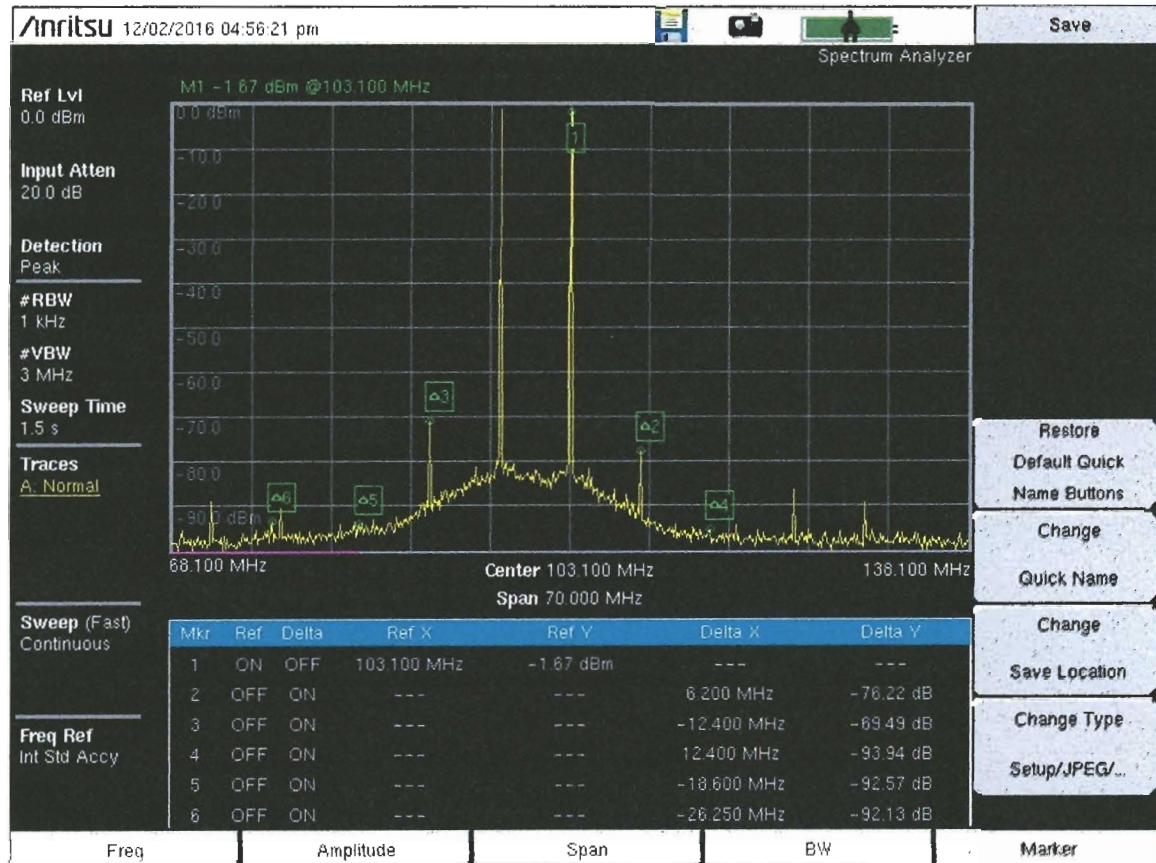 Anritsu 12/02/2016 04:56:21 pm
Save
Spectrum Analyzer
M1 -1.67 dBm @103.100 MHz
Ref Lvl
0.0 dBm
Input Atten
20.0 dB
Detection
Peak
#RBW
1 kHz
#VBW
3 MHz
Sweep Time
1.5 s
Traces
A: Normal
Sweep (Fast)
Continuous
Freq Ref
Int Std Accy
0.0 dBm
-10.0
-20.0
-30.0
-40.0
-50.0
-60.0
-70.0
-80.0
-90.0 dBm
1
△3
△2
△6
△5
△4
68.100 MHz
Center 103.100 MHz
138.100 MHz
Span 70.000 MHz
Mkr Ref Delta Ref X Ref Y Delta X Delta Y
1 ON OFF 103.100 MHz -1.67 dBm --- ---
2 OFF ON --- --- 6.200 MHz -76.22 dB
3 OFF ON --- --- -12.400 MHz -69.49 dB
4 OFF ON --- --- 12.400 MHz -93.94 dB
5 OFF ON --- --- -18.600 MHz -92.57 dB
6 OFF ON --- --- -26.250 MHz -92.13 dB
Restore
Default Quick
Name Buttons
Change
Quick Name
Change
Save Location
Change Type
Setup/JPEG/...
Freq Amplitude Span BW Marker